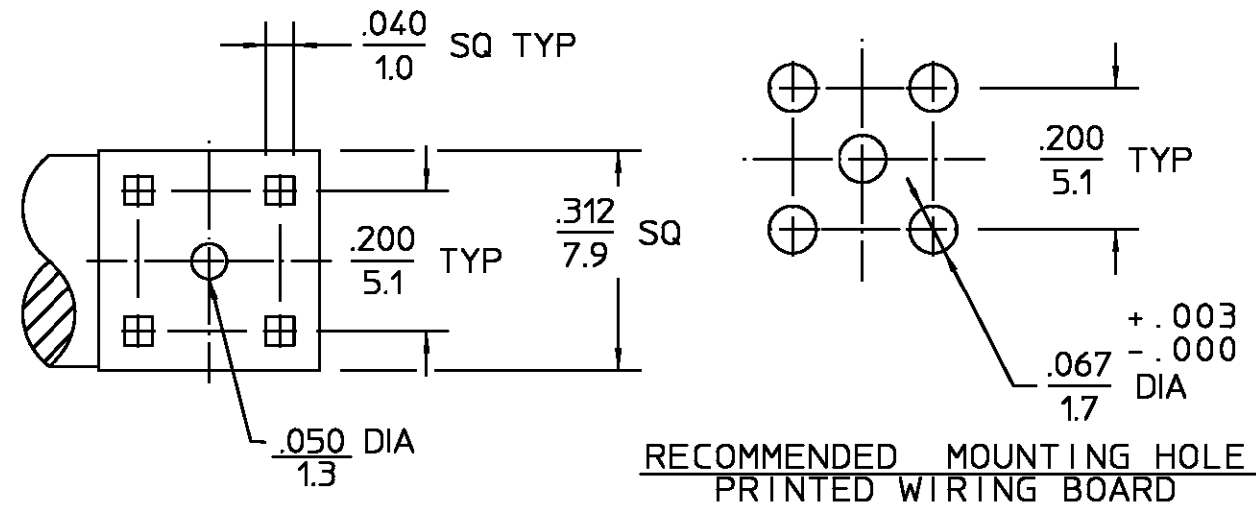 .040
1.0
SQ TYP
.200
5.1
TYP
.312
7.9
SQ
.050 DIA
1.3
.200
5.1
TYP
+.003
-.000
.067
1.7
DIA
RECOMMENDED MOUNTING HOLE
PRINTED WIRING BOARD